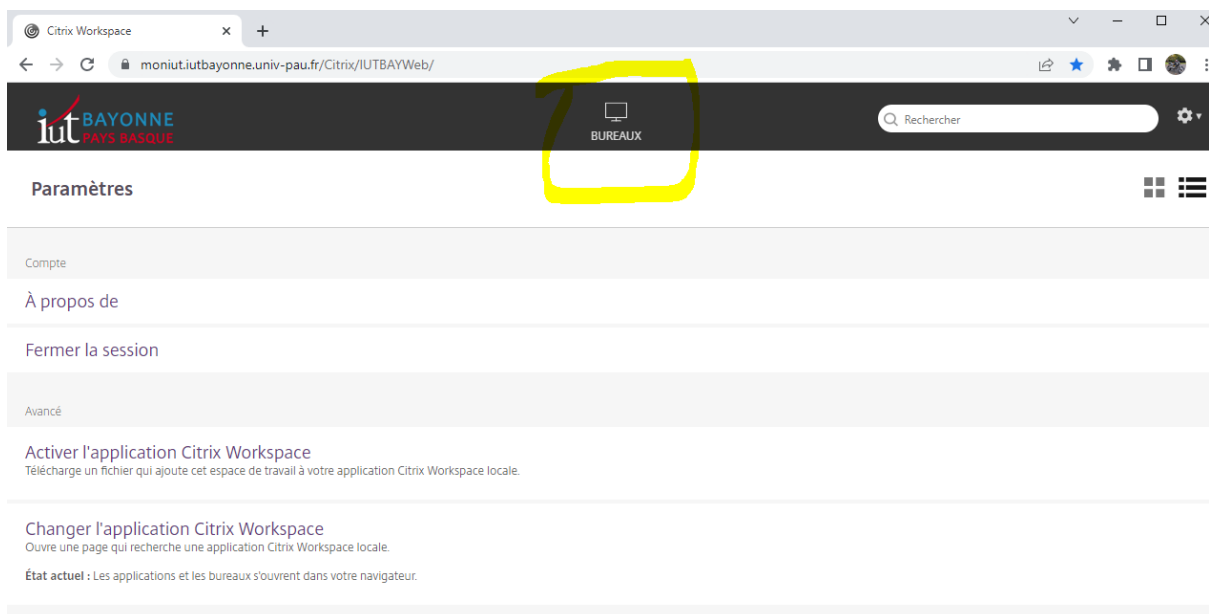 Citrix Workspace
moniut.iutbayonne.univ-pau.fr/Citrix/IUTBAYWeb/
iut BAYONNE
PAYS BASQUE
BUREAUX
Rechercher
Paramètres
Compte
À propos de
Fermer la session
Avancé
Activer l'application Citrix Workspace
Télécharge un fichier qui ajoute cet espace de travail à votre application Citrix Workspace locale.
Changer l'application Citrix Workspace
Ouvre une page qui recherche une application Citrix Workspace locale.
État actuel : Les applications et les bureaux s'ouvrent dans votre navigateur.